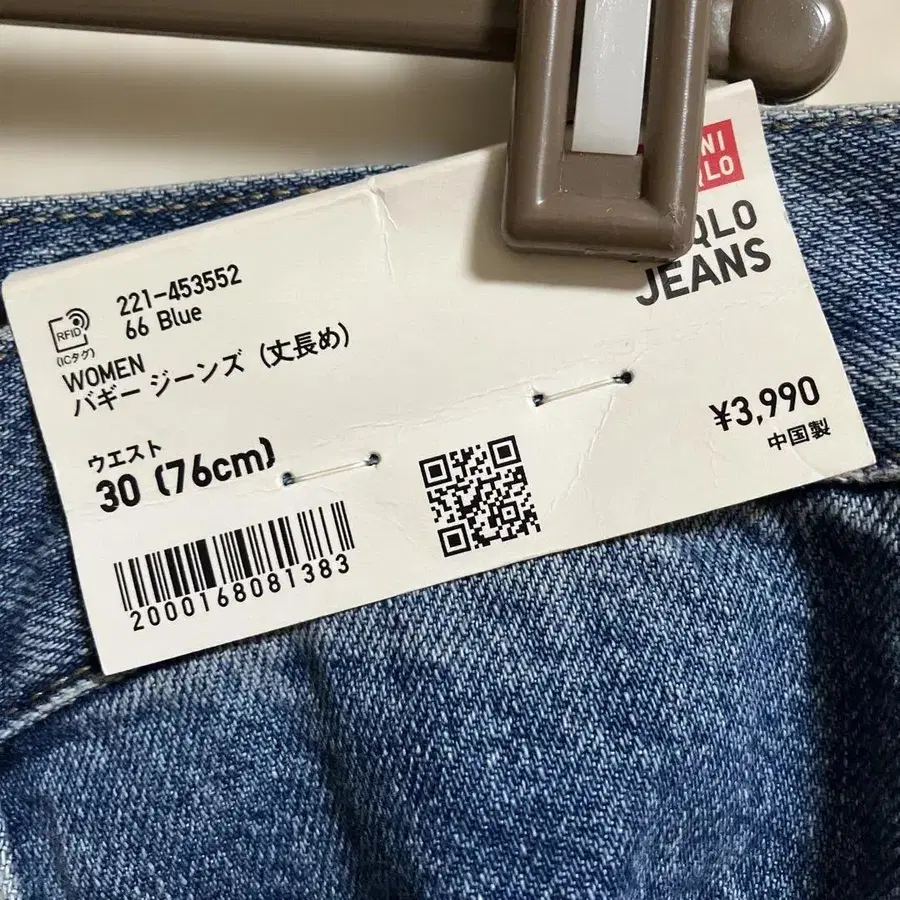 221-453552
66 Blue
RFID
(ICタグ)
WOMEN
バギー ジーンズ (丈長め)
ウエスト
30 (76cm)
2000168081383
NI
QLO
QLO
JEANS
¥3,990
中国製